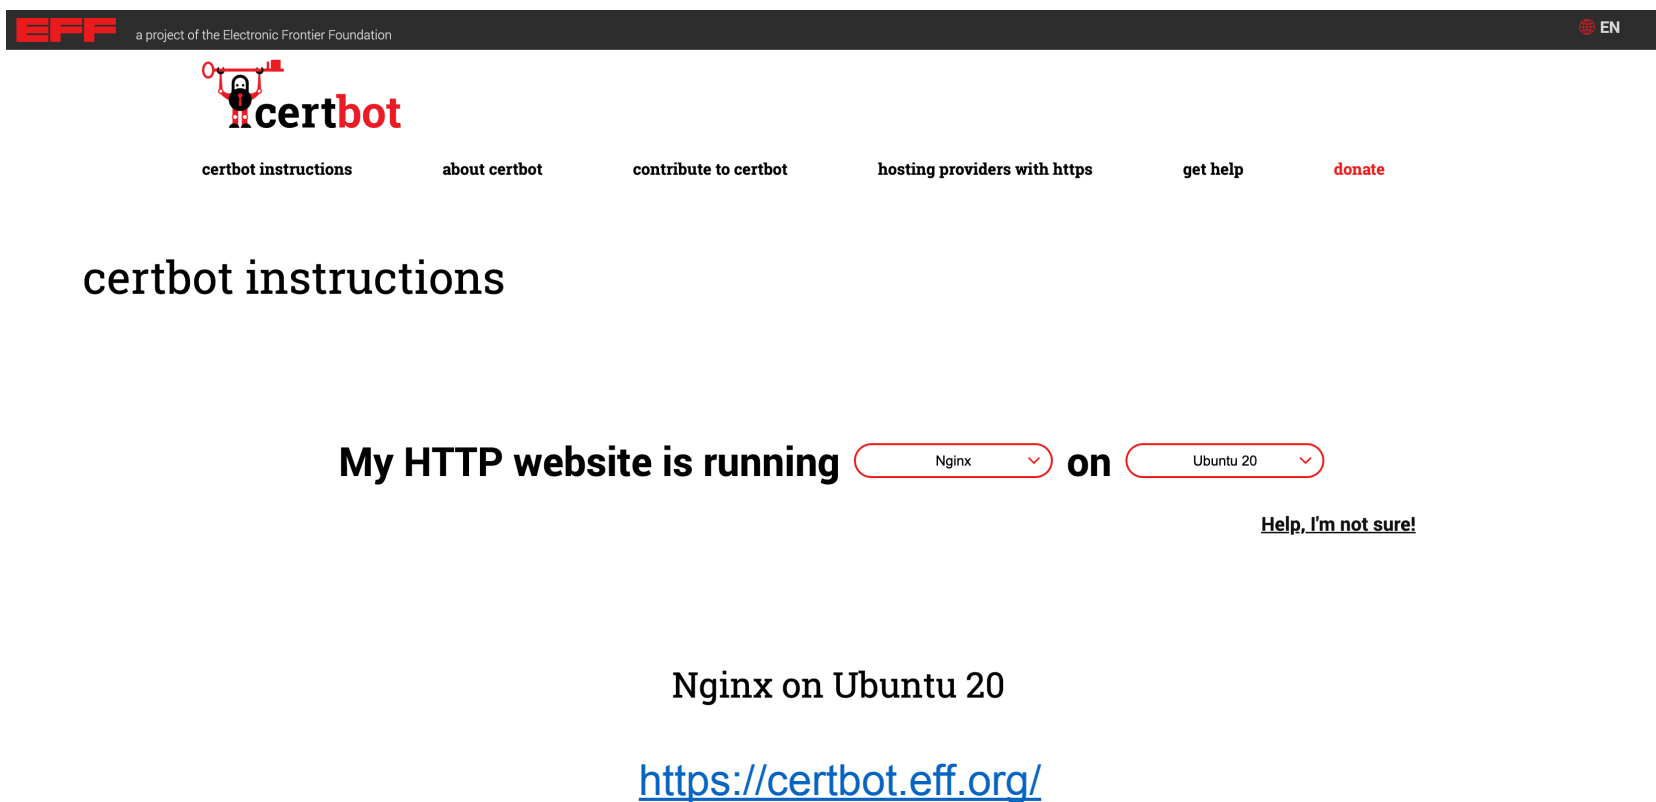 EFF a project of the Electronic Frontier Foundation EN
certbot
certbot instructions about certbot contribute to certbot hosting providers with https get help donate
certbot instructions
My HTTP website is running Nginx on Ubuntu 20
Help, I'm not sure!
Nginx on Ubuntu 20
https://certbot.eff.org/